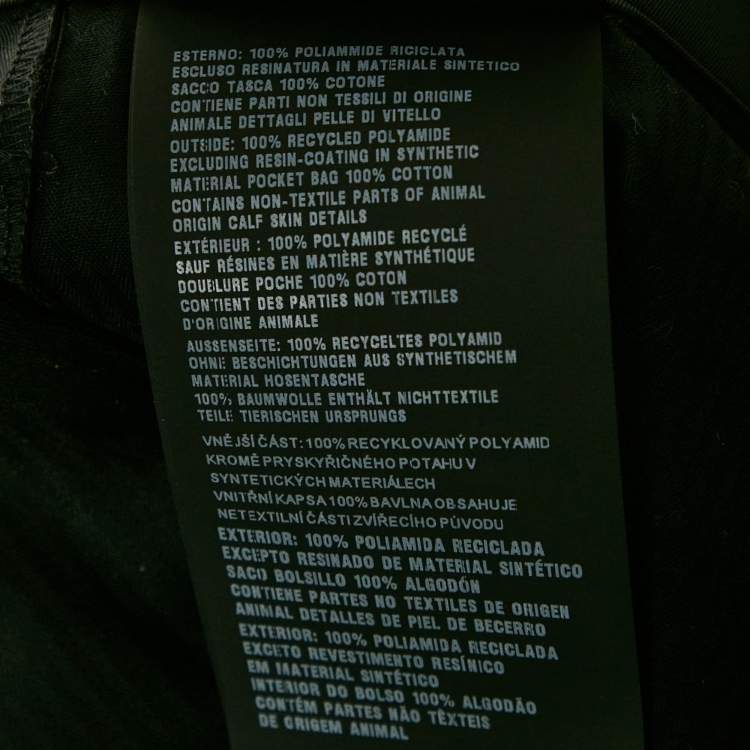 ESTERNO: 100% POLIAMMIDE RICICLATA
ESCLUSO RESINATURA IN MATERIALE SINTETICO
SACCO TASCA 100% COTONE
CONTIENE PARTI NON TESSILI DI ORIGINE
ANIMALE DETTAGLI PELLE DI VITELLO
OUTSIDE: 100% RECYCLED POLYAMIDE
EXCLUDING RESIN-COATING IN SYNTHETIC
MATERIAL POCKET BAG 100% COTTON
CONTAINS NON-TEXTILE PARTS OF ANIMAL
ORIGIN CALF SKIN DETAILS
EXTÉRIEUR : 100% POLYAMIDE RECYCLÉ
SAUF RÉSINES EN MATIÈRE SYNTHÉTIQUE
DOUBLURE POCHE 100% COTON
CONTIENT DES PARTIES NON TEXTILES
D'ORIGINE ANIMALE
AUSSENSEITE: 100% RECYCELTES POLYAMID
OHNE BESCHICHTUNGEN AUS SYNTHETISCHEM
MATERIAL HOSENTASCHE
100% BAUMWOLLE ENTHÄLT NICHTTEXTILE
TEILE TIERISCHEN URSPRUNGS
VNĚJŠÍ ČÁST: 100% RECYKLOVANÝ POLYAMID
KROMĚ PRYSKYŘIČNÉHO POTAHU V
SYNTETICKÝCH MATERIÁLECH
VNITŘNÍ KAPSA 100% BAVLNA OBSAHUJE
NETEXTILNÍ ČÁSTI ZVÍŘECÍHO PŮVODU
EXTERIOR: 100% POLIAMIDA RECICLADA
EXCEPTO RESINADO DE MATERIAL SINTÉTICO
SACO BOLSILLO 100% ALGODÓN
CONTIENE PARTES NO TEXTILES DE ORIGEN
ANIMAL DETALLES DE PIEL DE BECERRO
EXTERIOR: 100% POLIAMIDA RECICLADA
EXCETO REVESTIMENTO RESÍNICO
EM MATERIAL SINTÉTICO
INTERIOR DO BOLSO 100% ALGODÃO
CONTÉM PARTES NÃO TÊXTEIS
DE ORIGEM ANIMAL